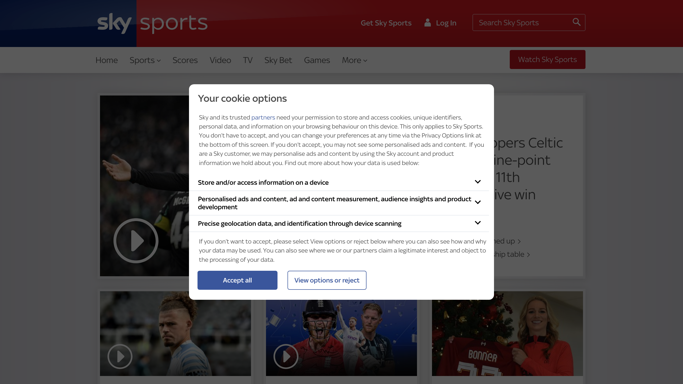 sky sports
Get Sky Sports
Log In
Search Sky Sports
Home Sports Scores Video TV Sky Bet Games More
Watch Sky Sports
Your cookie options
Sky and its trusted partners need your permission to store and access cookies, unique identifiers,
personal data, and information on your browsing behaviour on this device. This only applies to Sky Sports.
You don't have to accept, and you can change your preferences at any time via the Privacy Options link at
the bottom of this screen. If you don't accept, you may not see some personalised ads and content. If you
are a Sky customer, we may personalise ads and content by using the Sky account and product
information we hold about you. Find out more about how your data is used below:
Store and/or access information on a device
Personalised ads and content, ad and content measurement, audience insights and product
development
Precise geolocation data, and identification through device scanning
If you don't want to accept, please select View options or reject below where you can also see how and why
your data may be used. You can also see where we or our partners claim a legitimate interest and object to
the processing of your data.
Accept all
View options or reject
ppers Celtic
ne-point
11th
ive win
ed up
hip table
42
BONNER